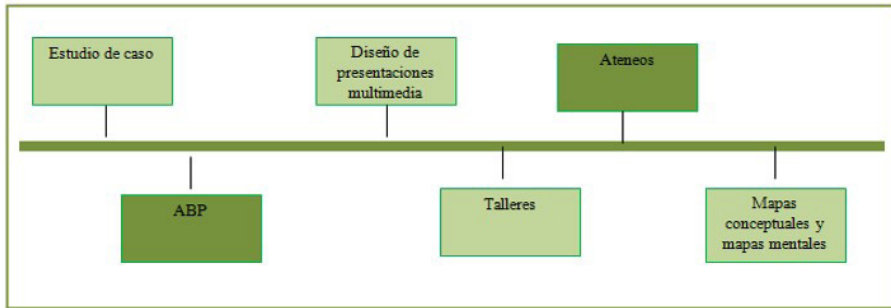 Estudio de caso
Diseño de
presentaciones
multimedia
Ateneos
ABP
Talleres
Mapas
conceptuales y
mapas mentales